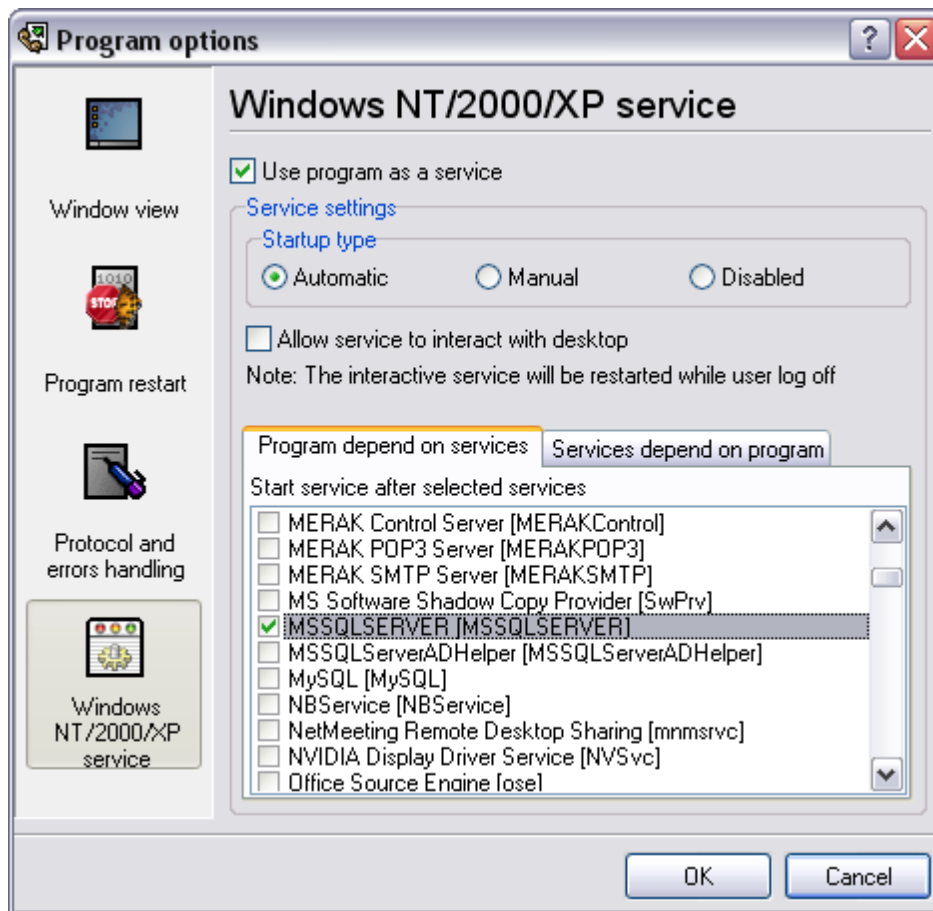 Program options
Windows NT/2000/XP service
Use program as a service
Window view
Service settings
Startup type
Automatic Manual Disabled
1010
STOP
Allow service to interact with desktop
Program restart
Note: The interactive service will be restarted while user log off
Program depend on services Services depend on program
Start service after selected services
MERAK Control Server [MERAKControl]
Protocol and
errors handling
MERAK POP3 Server [MERAKPOP3]
MERAK SMTP Server [MERAKSMTP]
MS Software Shadow Copy Provider [SwPrv]
MSSQLSERVER [MSSQLSERVER]
MSSQLServerADHelper [MSSQLServerADHelper]
MySQL [MySQL]
Windows
NT/2000/XP
service
NBService [NBService]
NetMeeting Remote Desktop Sharing [mnmsrvc]
NVIDIA Display Driver Service [NVSvc]
Office Source Engine [ose]
OK Cancel